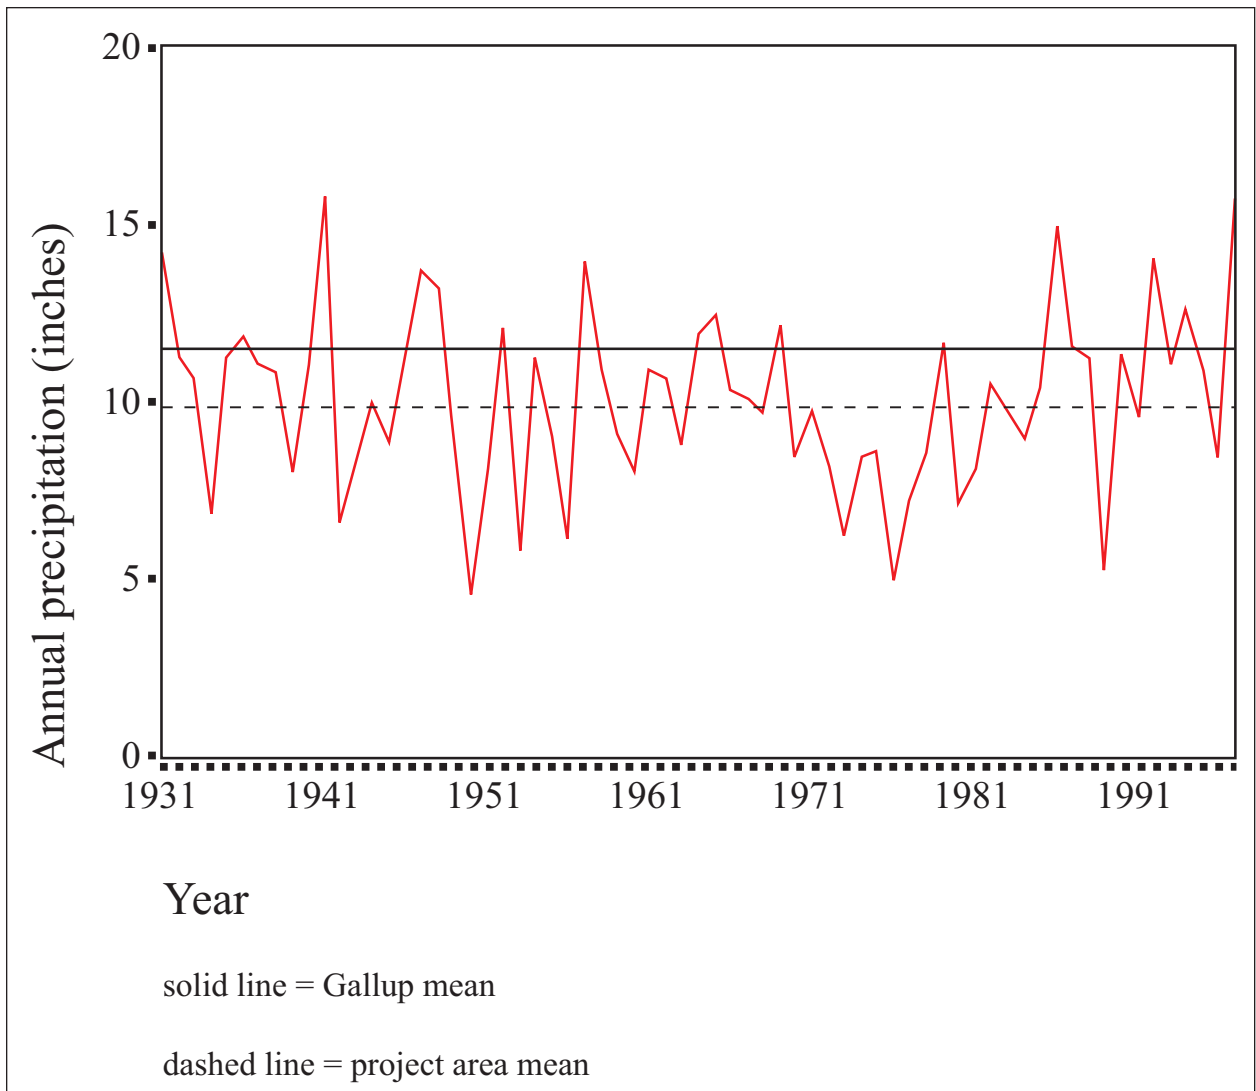 20
15
10
5
0
Annual precipitation (inches)
1931 1941 1951 1961 1971 1981 1991
Year
solid line = Gallup mean
dashed line = project area mean